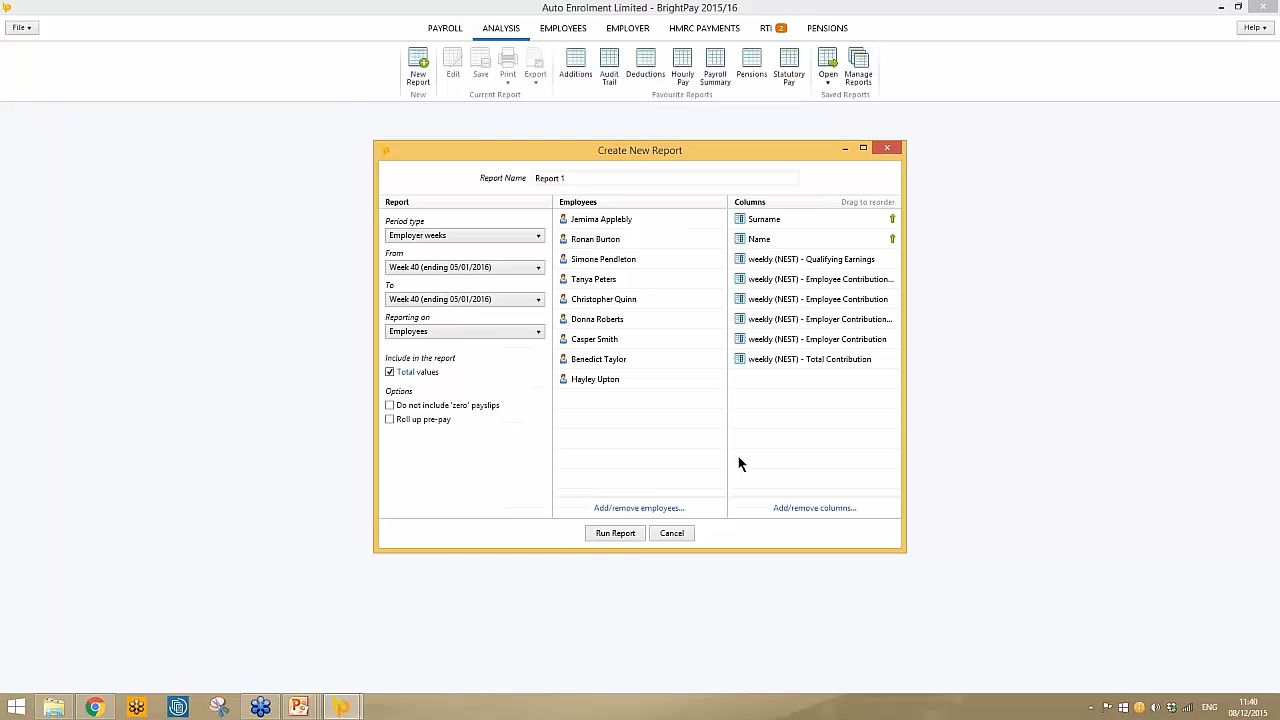 Auto Enrolment Limited - BrightPay 2015/16
File
PAYROLL ANALYSIS EMPLOYEES EMPLOYER HMRC PAYMENTS RTI 2 PENSIONS
Help
New Report Edit Save Print Export Additions Audit Trail Deductions Hourly Pay Payroll Summary Pensions Statutory Pay Open Manage Reports
New Current Report Favourite Reports Saved Reports
Create New Report
Report Name Report 1
Report
Period type
Employer weeks
From
Week 40 (ending 05/01/2016)
To
Week 40 (ending 05/01/2016)
Reporting on
Employees
Include in the report
Total values
Options
Do not include 'zero' payslips
Roll up pre-pay
Employees
Jemima Applebly
Ronan Burton
Simone Pendleton
Tanya Peters
Christopher Quinn
Donna Roberts
Casper Smith
Benedict Taylor
Hayley Upton
Add/remove employees...
Columns Drag to reorder
Surname
Name
weekly (NEST) - Qualifying Earnings
weekly (NEST) - Employee Contribution...
weekly (NEST) - Employee Contribution
weekly (NEST) - Employer Contribution...
weekly (NEST) - Employer Contribution
weekly (NEST) - Total Contribution
Add/remove columns...
Run Report Cancel
ENG
11:40
08/12/2015